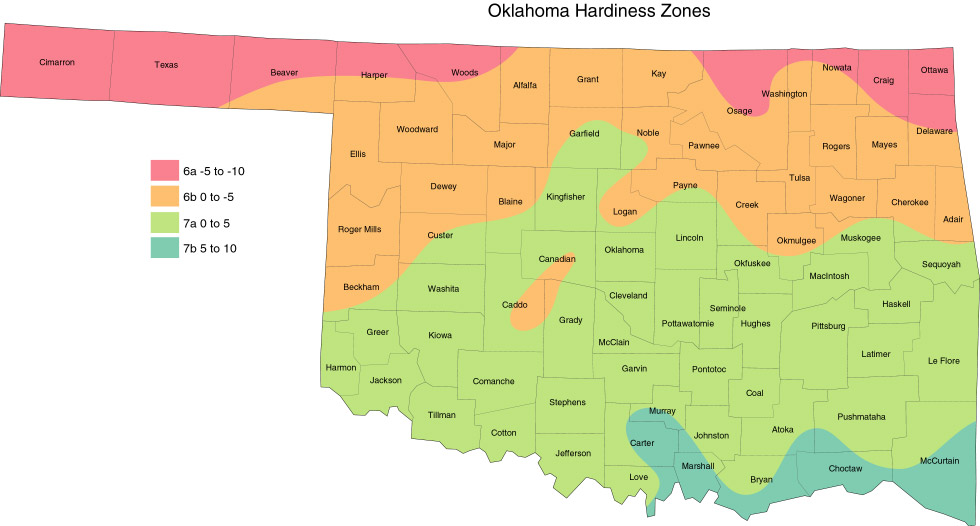 Oklahoma Hardiness Zones
Cimarron
Texas
Beaver
Harper
Woods
Alfalfa
Grant
Kay
Osage
Washington
Nowata
Craig
Ottawa
Delaware
Ellis
Woodward
Major
Garfield
Noble
Pawnee
Rogers
Mayes
6a -5 to -10
6b 0 to -5
7a 0 to 5
7b 5 to 10
Dewey
Blaine
Kingfisher
Logan
Payne
Creek
Tulsa
Wagoner
Cherokee
Adair
Roger Mills
Custer
Canadian
Oklahoma
Lincoln
Okfuskee
Okmulgee
Muskogee
Sequoyah
Beckham
Washita
Caddo
Grady
Cleveland
McClain
Pottawatomie
Seminole
Hughes
MacIntosh
Haskell
Pittsburg
Latimer
Le Flore
Greer
Kiowa
Harmon
Jackson
Comanche
Garvin
Pontotoc
Coal
Tillman
Cotton
Stephens
Jefferson
Murray
Carter
Love
Johnston
Marshall
Atoka
Bryan
Pushmataha
Choctaw
McCurtain